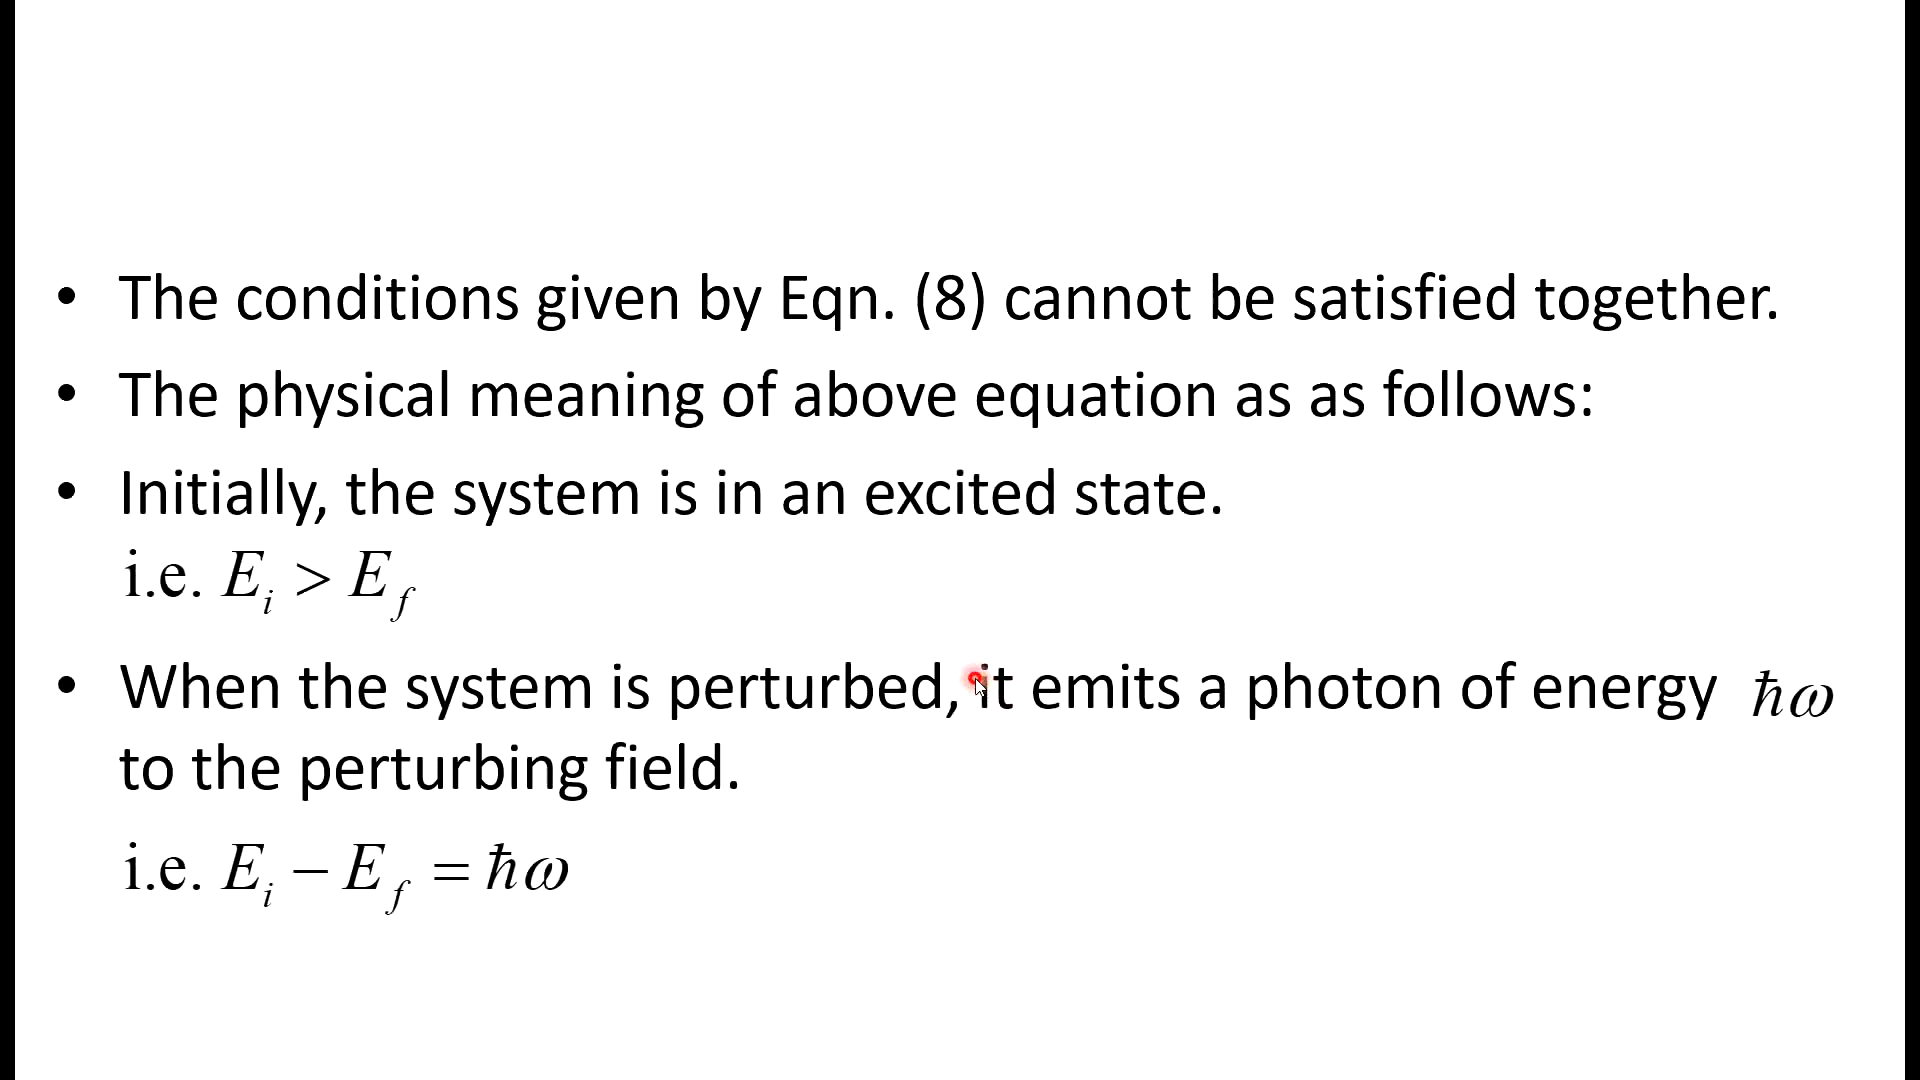 • The conditions given by Eqn. (8) cannot be satisfied together.
• The physical meaning of above equation as as follows:
• Initially, the system is in an excited state.
i.e. E_i > E_f
• When the system is perturbed, it emits a photon of energy ℏω
to the perturbing field.
i.e. E_i − E_f = ℏω